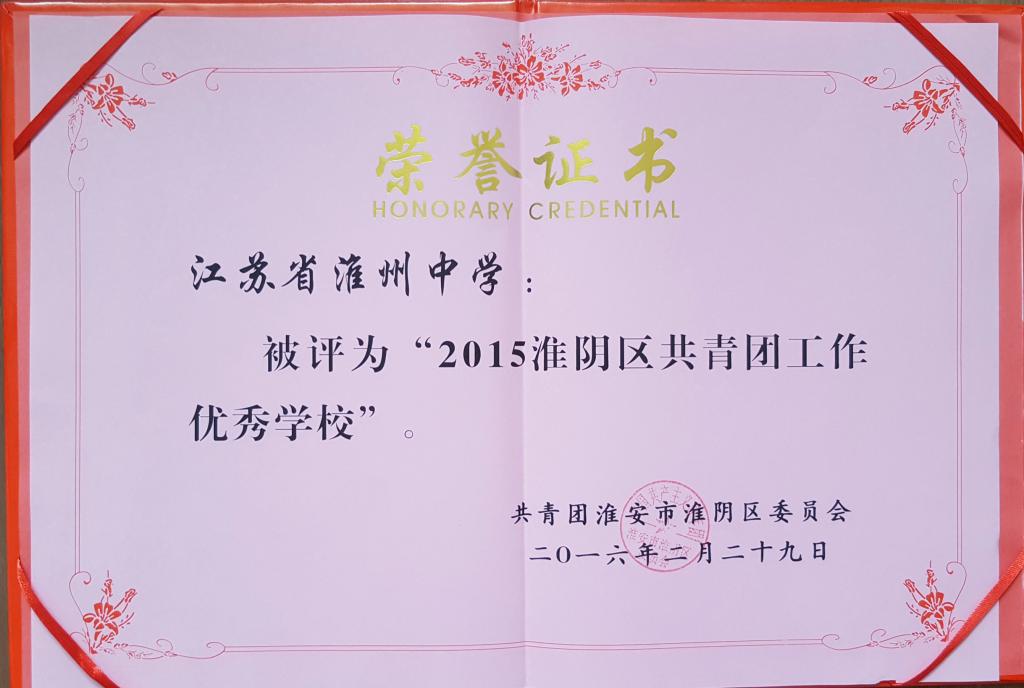 荣誉证书
HONORARY CREDENTIAL
江苏省淮州中学：
被评为“2015淮阴区共青团工作
优秀学校”。
共青团淮安市淮阴区委员会
二O一六年二月二十九日